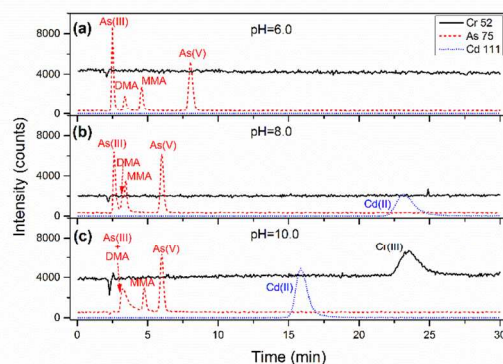 (a)
As(III)
DMA
MMA
As(V)
pH=6.0
Cr 52
As 75
Cd 111
8000
4000
0
(b)
As(III)
DMA
MMA
As(V)
pH=8.0
Cd(II)
8000
4000
0
(c)
As(III)
+
DMA
MMA
As(V)
pH=10.0
Cd(II)
Cr(III)
8000
4000
0
Intensity (counts)
0 5 10 15 20 25 30
Time (min)